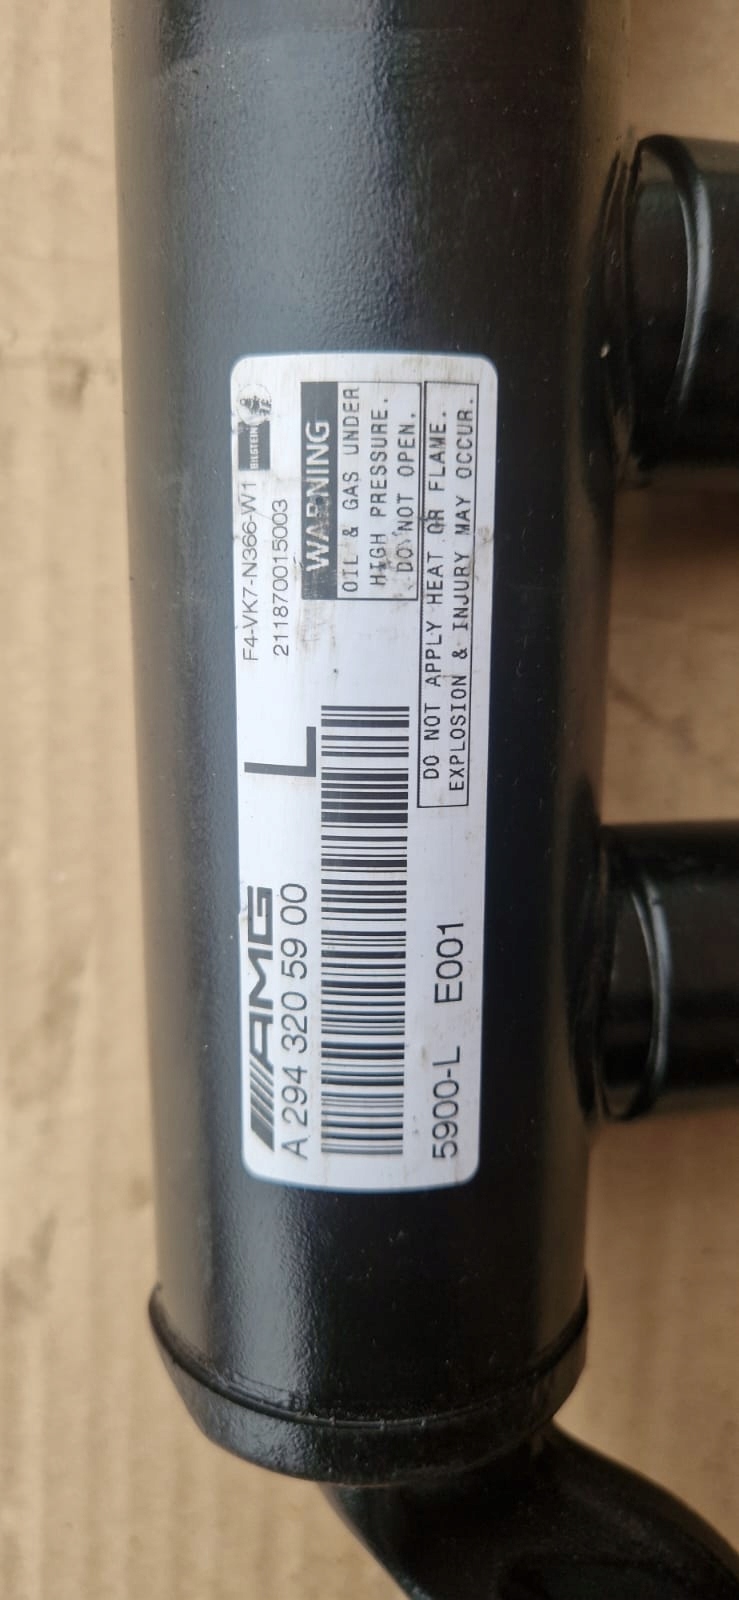 AMG
A 294 320 59 00
L
F4-VK7-N366-W1
211870015003
BILSTEIN
WARNING
OIL & GAS UNDER
HIGH PRESSURE.
DO NOT OPEN.
DO NOT APPLY HEAT OR FLAME.
EXPLOSION & INJURY MAY OCCUR.
5900-L E001